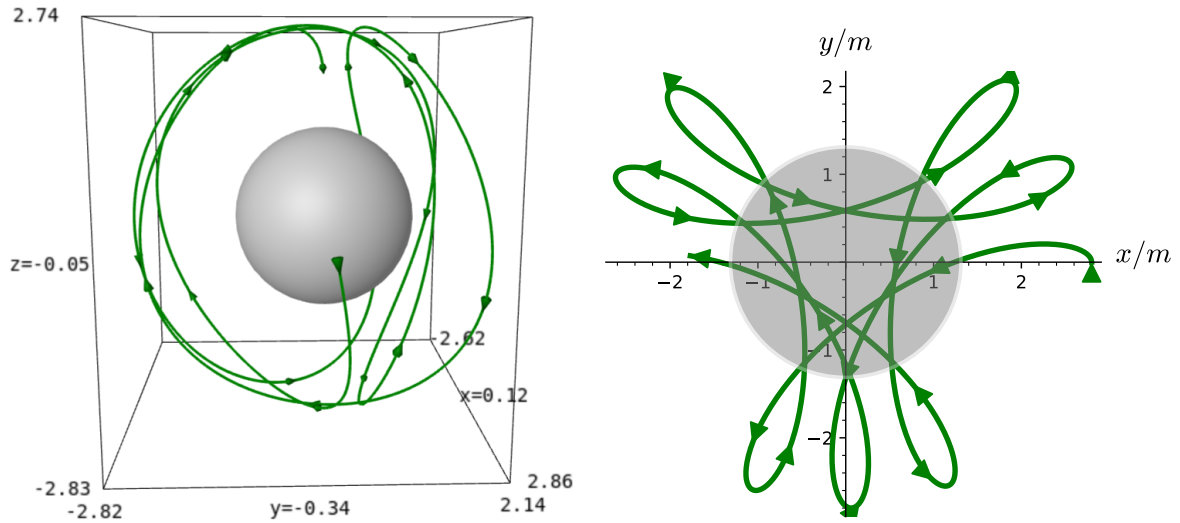 2.74
z=-0.05
-2.62
x=0.12
-2.83
2.86
-2.82
y=-0.34
2.14
y/m
2
1
−2
−1
1
2
x/m
−1
−2